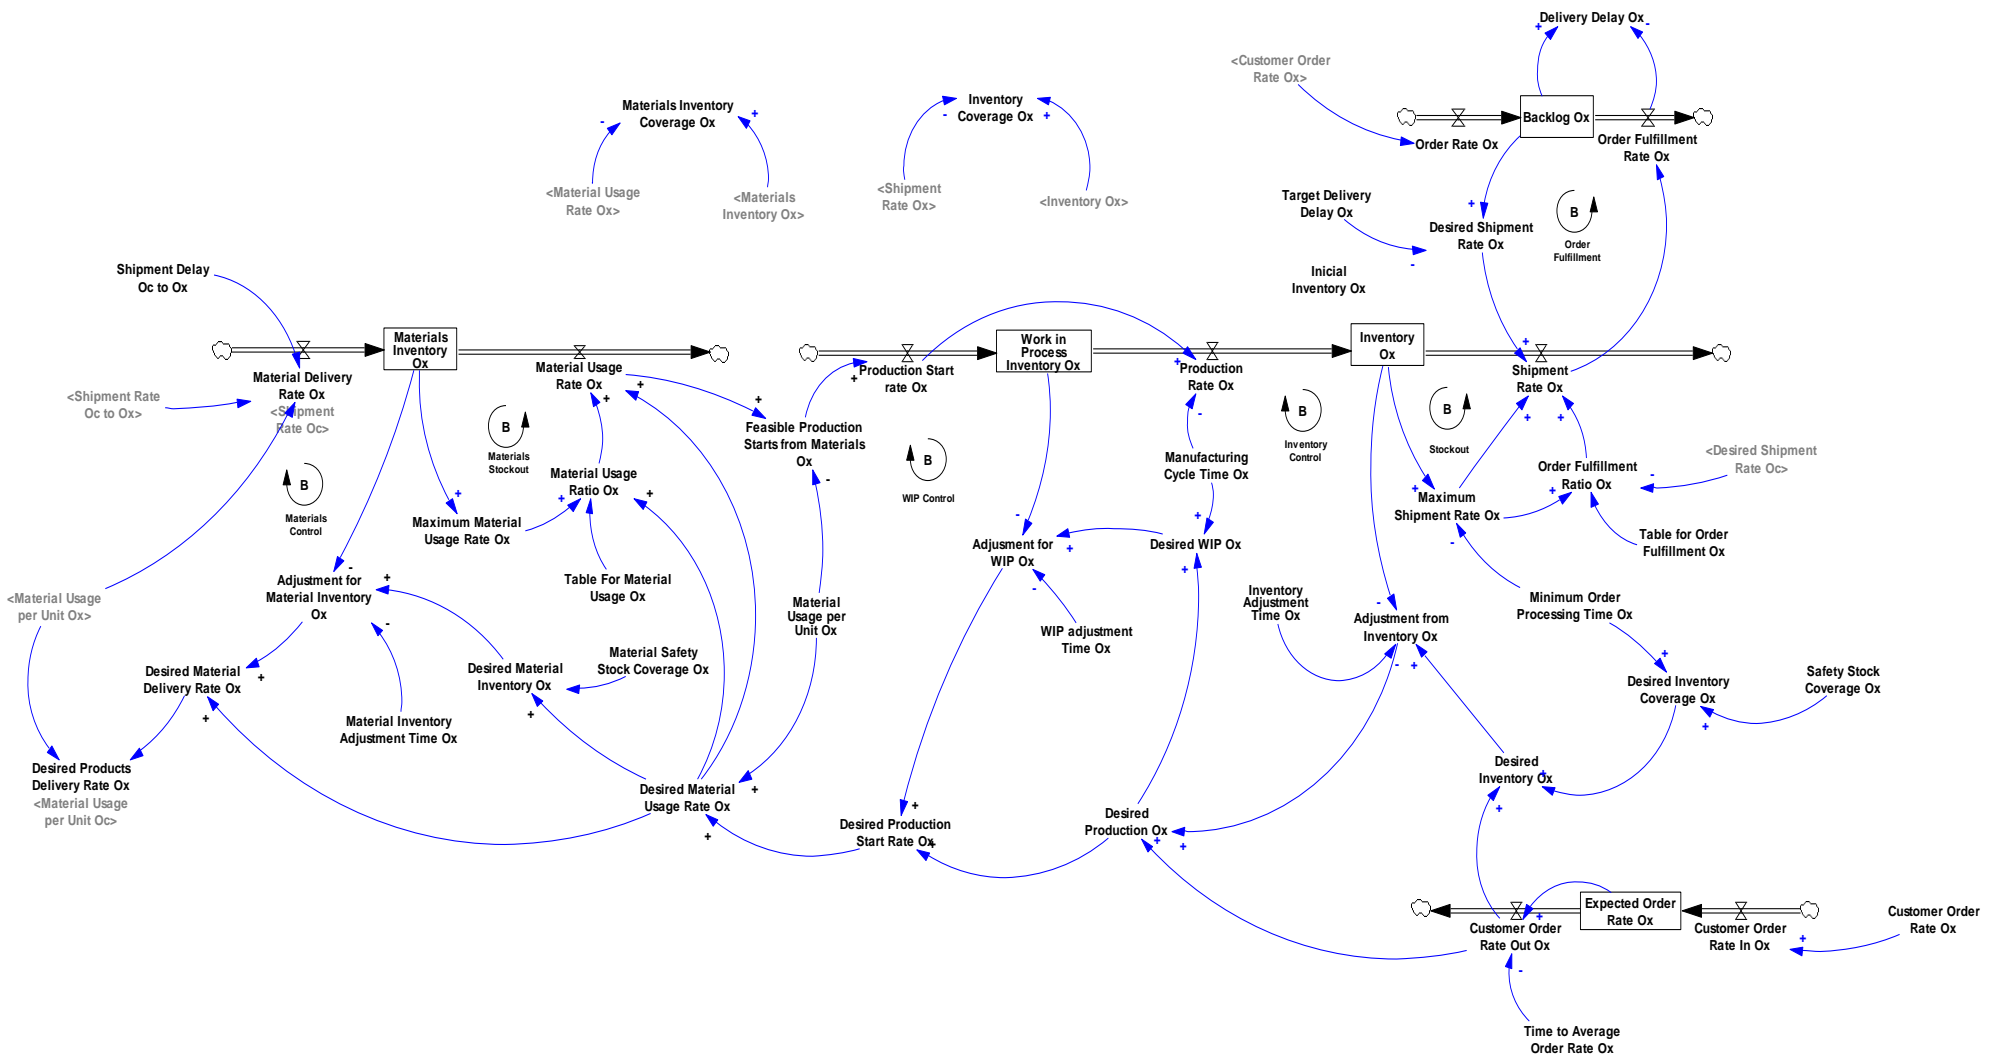 Delivery Delay Ox
<Customer Order
Rate Ox>
Materials Inventory
Coverage Ox
Inventory
Coverage Ox
Backlog Ox
Order Rate Ox
Order Fulfillment
Rate Ox
<Material Usage
Rate Ox>
<Materials
Inventory Ox>
<Shipment
Rate Ox>
<Inventory Ox>
Target Delivery
Delay Ox
Desired Shipment
Rate Ox
B
Order
Fulfillment
Shipment Delay
Oc to Ox
Inicial
Inventory Ox
Materials
Inventory
Ox
Work in
Process
Inventory Ox
Inventory
Ox
Material Delivery
Rate Ox
<Shipment Rate
Oc to Ox>
<Shipment
Rate Oc>
Material Usage
Rate Ox
Production Start
rate Ox
Production
Rate Ox
Shipment
Rate Ox
B
Materials
Stockout
Feasible Production
Starts from Materials
Ox
B
Inventory
Control
B
Stockout
B
Materials
Control
Material Usage
Ratio Ox
B
WIP Control
Manufacturing
Cycle Time Ox
Order Fulfillment
Ratio Ox
<Desired Shipment
Rate Oc>
Maximum Material
Usage Rate Ox
Maximum
Shipment Rate Ox
Table for Order
Fulfillment Ox
Adjusment for
WIP Ox
Desired WIP Ox
<Material Usage
per Unit Ox>
Adjustment for
Material Inventory
Ox
Table For Material
Usage Ox
Material
Usage per
Unit Ox
WIP adjustment
Time Ox
Inventory
Adjustment
Time Ox
Adjustment from
Inventory Ox
Minimum Order
Processing Time Ox
Desired Material
Delivery Rate Ox
Desired Material
Inventory Ox
Material Safety
Stock Coverage Ox
Desired Inventory
Coverage Ox
Safety Stock
Coverage Ox
Material Inventory
Adjustment Time Ox
Desired Products
Delivery Rate Ox
<Material Usage
per Unit Oc>
Desired Material
Usage Rate Ox
Desired Production
Start Rate Ox
Desired
Production Ox
Desired
Inventory Ox
Expected Order
Rate Ox
Customer Order
Rate Out Ox
Customer Order
Rate In Ox
Customer Order
Rate Ox
Time to Average
Order Rate Ox